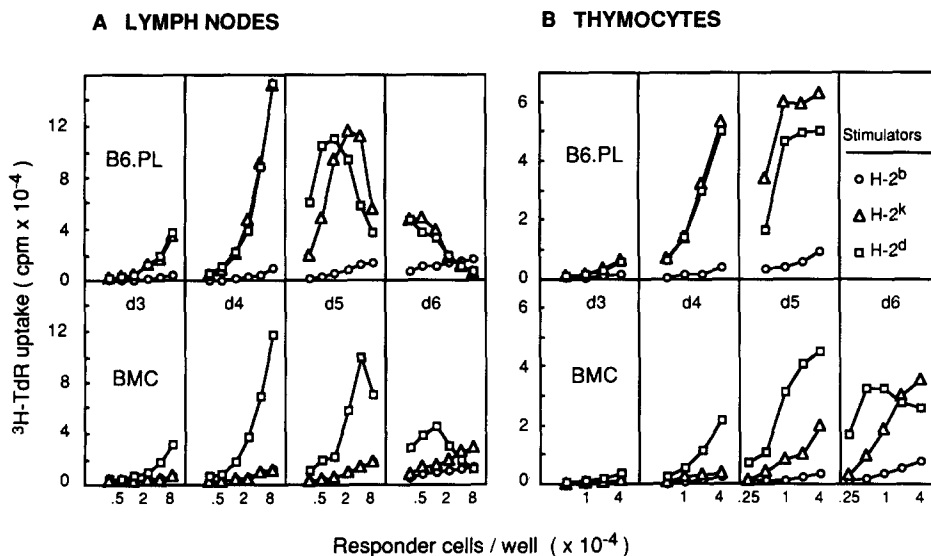 A LYMPH NODES
B THYMOCYTES
³H-TdR uptake ( cpm x 10⁻⁴ )
12
8
4
0
B6.PL
d3
d4
d5
d6
12
8
4
0
BMC
.5 2 8
.5 2 8
.5 2 8
.5 2 8
6
4
2
0
B6.PL
d3
d4
d5
d6
6
4
2
0
BMC
1 4
1 4
.25 1 4
.25 1 4
Stimulators
H-2ᵇ
H-2ᵏ
H-2ᵈ
Responder cells / well ( x 10⁻⁴ )